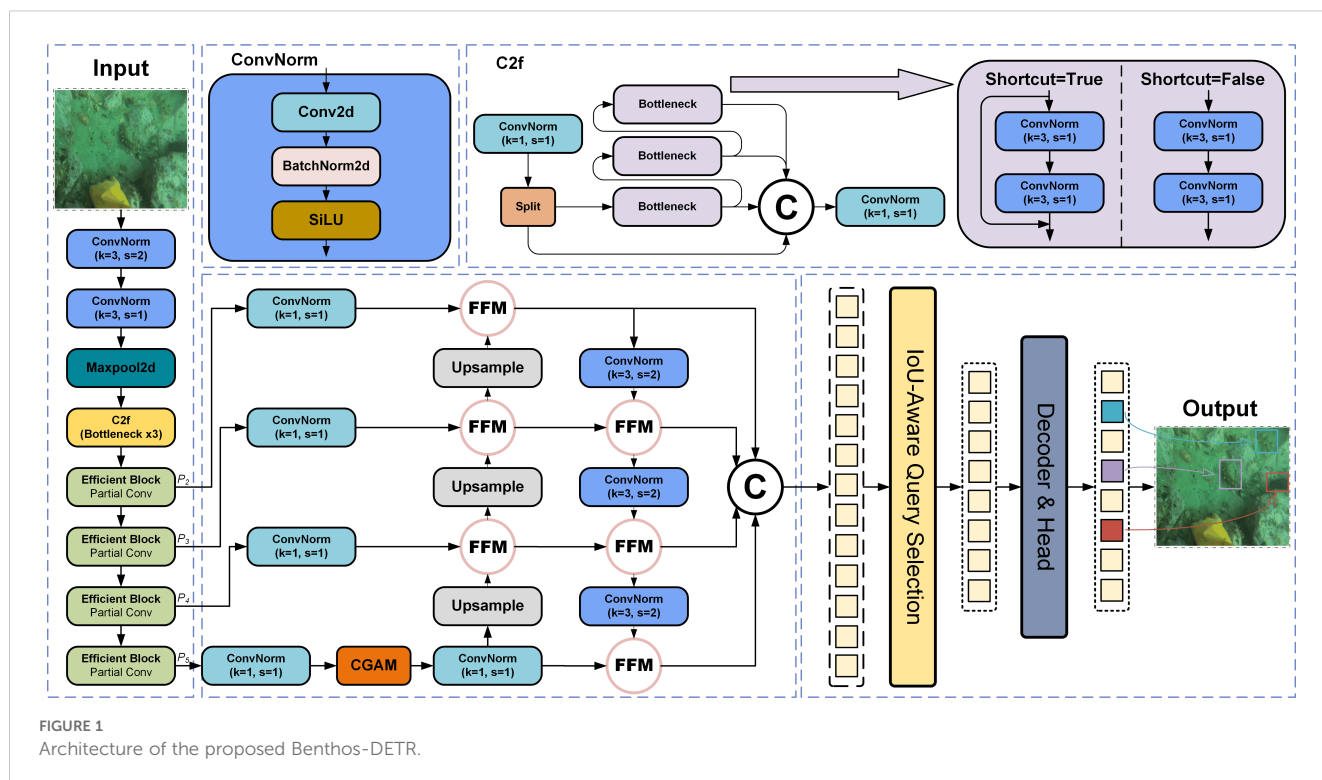 Input
ConvNorm
(k=3, s=2)
ConvNorm
(k=3, s=1)
Maxpool2d
C2f
(Bottleneck x3)
Efficient Block
Partial Conv
P2
Efficient Block
Partial Conv
P3
Efficient Block
Partial Conv
P4
Efficient Block
Partial Conv
P5
ConvNorm
Conv2d
BatchNorm2d
SiLU
C2f
ConvNorm
(k=1, s=1)
Split
Bottleneck
Bottleneck
Bottleneck
C
ConvNorm
(k=1, s=1)
Shortcut=True
ConvNorm
(k=3, s=1)
ConvNorm
(k=3, s=1)
Shortcut=False
ConvNorm
(k=3, s=1)
ConvNorm
(k=3, s=1)
ConvNorm
(k=1, s=1)
FFM
Upsample
ConvNorm
(k=3, s=2)
ConvNorm
(k=1, s=1)
FFM
FFM
Upsample
ConvNorm
(k=3, s=2)
C
ConvNorm
(k=1, s=1)
FFM
FFM
Upsample
ConvNorm
(k=3, s=2)
ConvNorm
(k=1, s=1)
CGAM
ConvNorm
(k=1, s=1)
FFM
IoU-Aware Query Selection
Decoder & Head
Output
FIGURE 1
Architecture of the proposed Benthos-DETR.